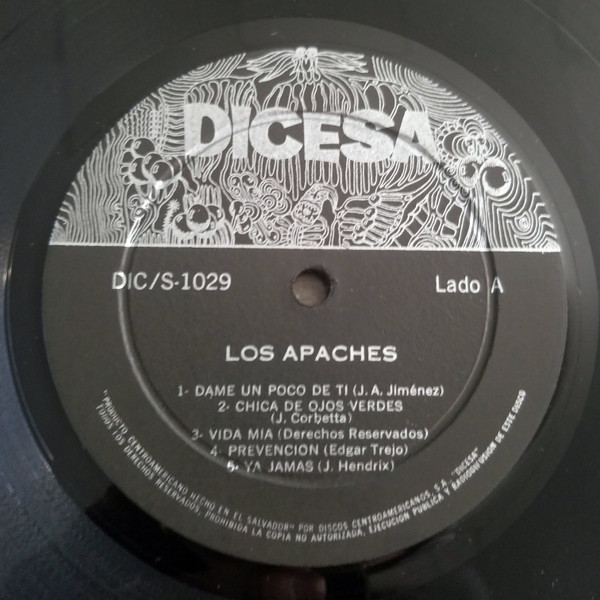 DICESA
DIC/S-1029
Lado A
LOS APACHES
1- DAME UN POCO DE TI (J. A. Jiménez)
2- CHICA DE OJOS VERDES
(J. Corbetta)
3- VIDA MIA (Derechos Reservados)
4- PREVENCION (Edgar Trejo)
5- YA JAMAS (J. Hendrix)
"PRODUCTO CENTROAMERICANO HECHO EN EL SALVADOR" POR DISCOS CENTROAMERICANOS, S.A. "DICESA"
TODOS LOS DERECHOS RESERVADOS, PROHIBIDA LA COPIA NO AUTORIZADA, EJECUCION PUBLICA Y RADIODIFUSION DE ESTE DISCO